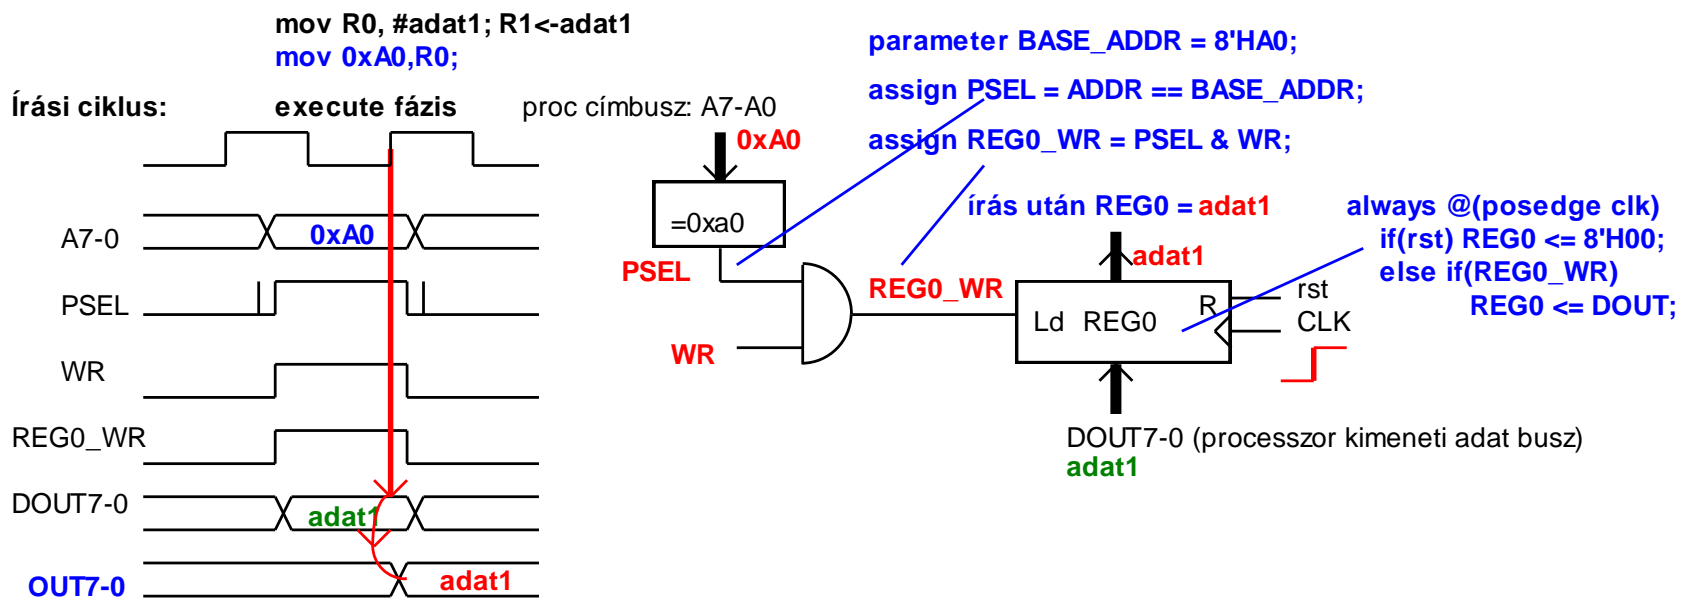 mov R0, #adat1; R1<-adat1
mov 0xA0,R0;
Írási ciklus:
execute fázis
A7-0
0xA0
PSEL
WR
REG0_WR
DOUT7-0
adat1
OUT7-0
adat1
proc címbusz: A7-A0
0xA0
=0xa0
PSEL
WR
REG0_WR
parameter BASE_ADDR = 8'HA0;
assign PSEL = ADDR == BASE_ADDR;
assign REG0_WR = PSEL & WR;
írás után REG0 = adat1
adat1
Ld REG0
R
rst
CLK
DOUT7-0 (processzor kimeneti adat busz)
adat1
always @(posedge clk)
if(rst) REG0 <= 8'H00;
else if(REG0_WR)
REG0 <= DOUT;